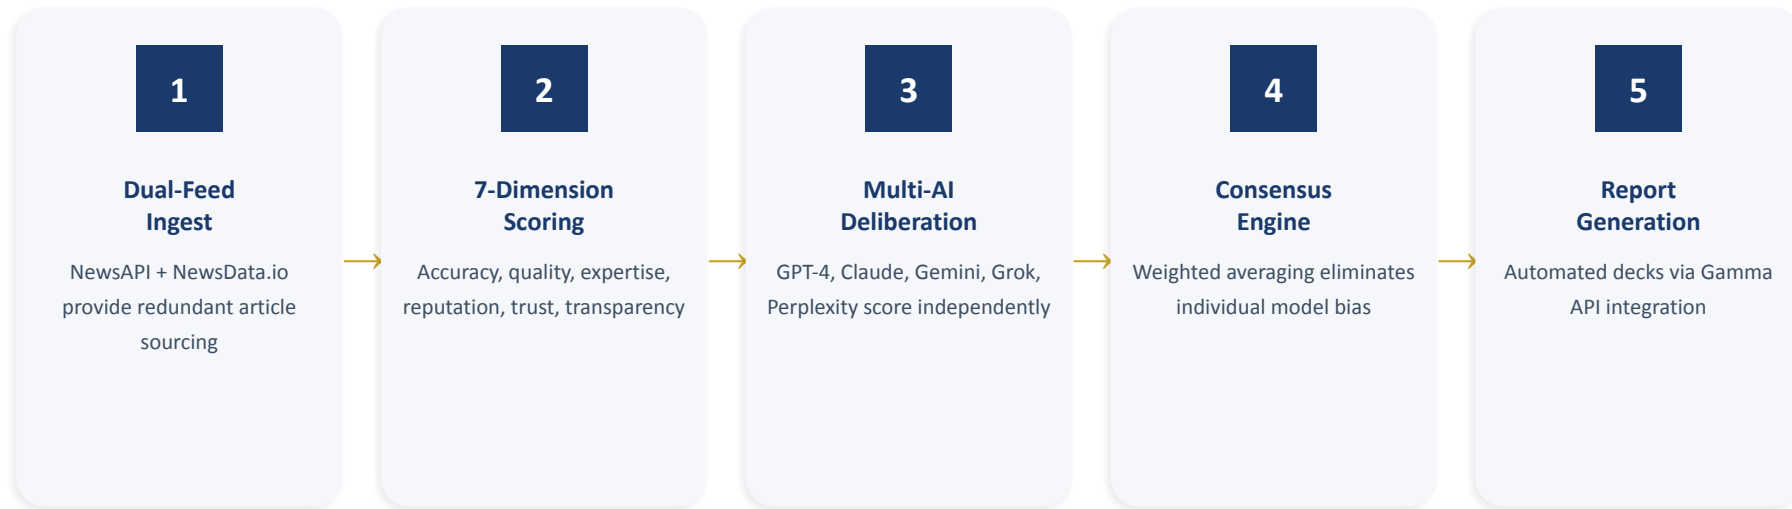 1
Dual-Feed
Ingest
NewsAPI + NewsData.io
provide redundant article
sourcing
2
7-Dimension
Scoring
Accuracy, quality, expertise,
reputation, trust, transparency
3
Multi-AI
Deliberation
GPT-4, Claude, Gemini, Grok,
Perplexity score independently
4
Consensus
Engine
Weighted averaging eliminates
individual model bias
5
Report
Generation
Automated decks via Gamma
API integration